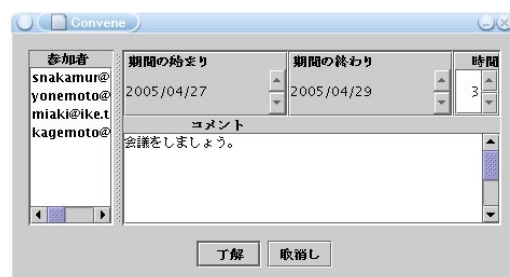 Convene
参加者
snakamur@
yonemoto@
miaki@ike.t
kagemoto@
期間の始まり
2005/04/27
期間の終わり
2005/04/29
時間
3
コメント
会議をしましょう。
了解
取消し